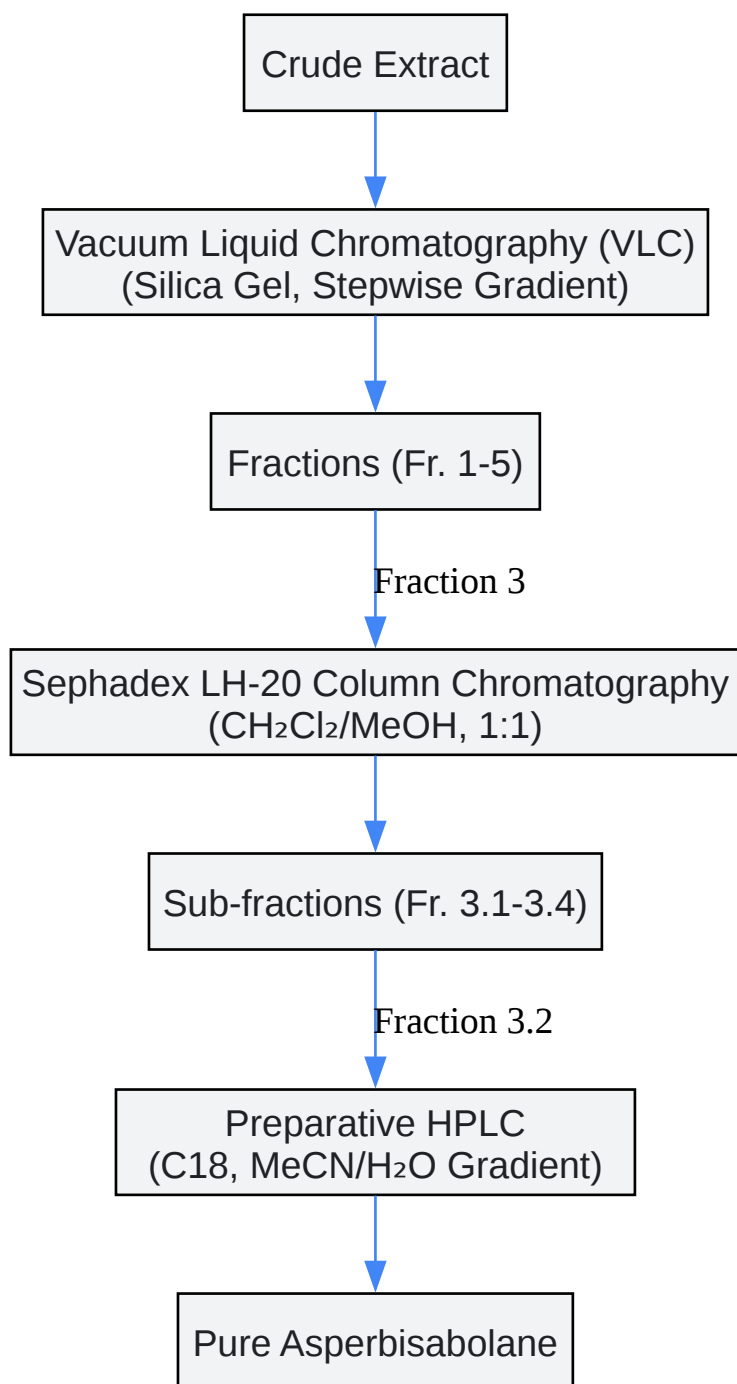 Crude Extract
Vacuum Liquid Chromatography (VLC)
(Silica Gel, Stepwise Gradient)
Fractions (Fr. 1-5)
Fraction 3
Sephadex LH-20 Column Chromatography
(CH₂Cl₂/MeOH, 1:1)
Sub-fractions (Fr. 3.1-3.4)
Fraction 3.2
Preparative HPLC
(C18, MeCN/H₂O Gradient)
Pure Asperbisabolane